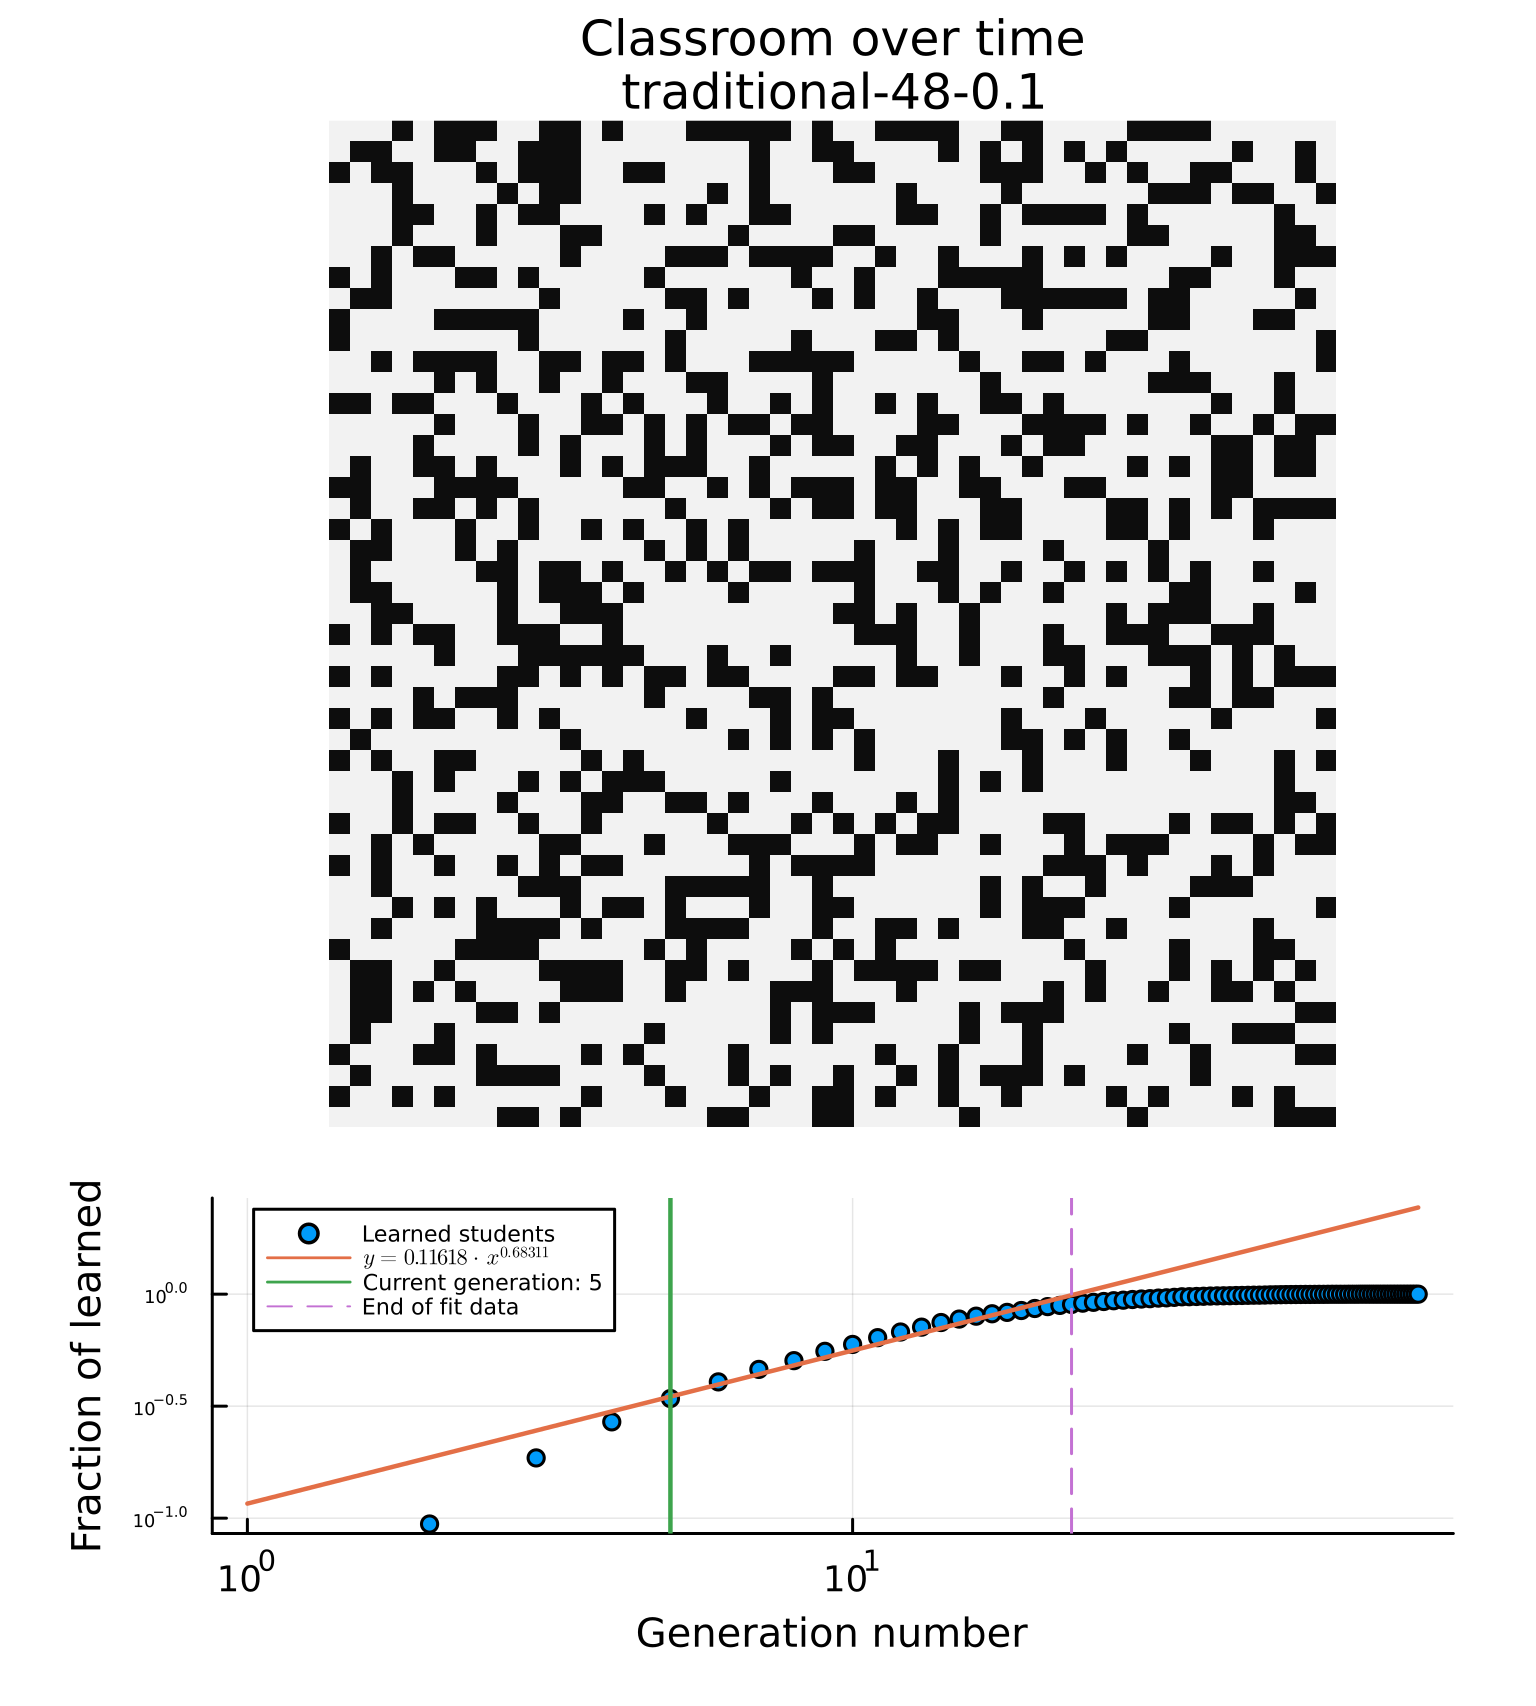 Classroom over time
traditional-48-0.1
Fraction of learned
Learned students
y = 0.11618 · x^0.68311
Current generation: 5
End of fit data
10^0.0
10^−0.5
10^−1.0
10^0
10^1
Generation number